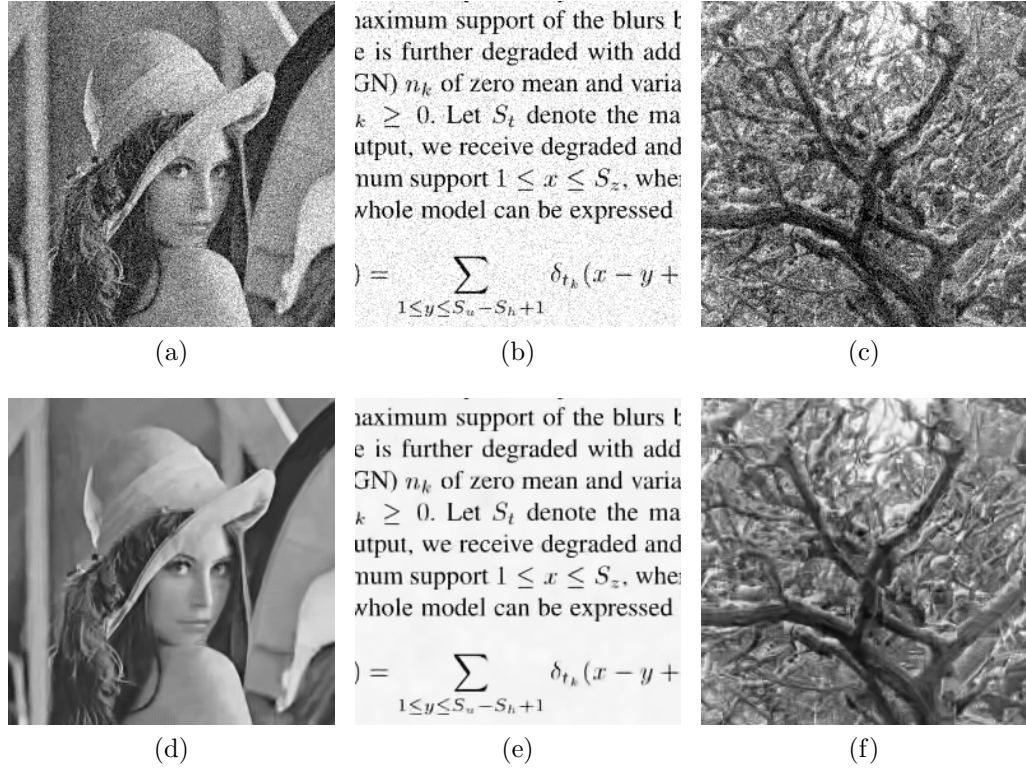 maximum support of the blurs b
e is further degraded with add
GN) n_k of zero mean and varia
k ≥ 0. Let S_t denote the ma
utput, we receive degraded and
mum support 1 ≤ x ≤ S_z, wher
whole model can be expressed
) = ∑ δ_{t_k}(x − y +
1≤y≤S_u−S_h+1
(a) (b) (c)
maximum support of the blurs b
e is further degraded with add
GN) n_k of zero mean and varia
k ≥ 0. Let S_t denote the ma
utput, we receive degraded and
mum support 1 ≤ x ≤ S_z, wher
whole model can be expressed
) = ∑ δ_{t_k}(x − y +
1≤y≤S_u−S_h+1
(d) (e) (f)